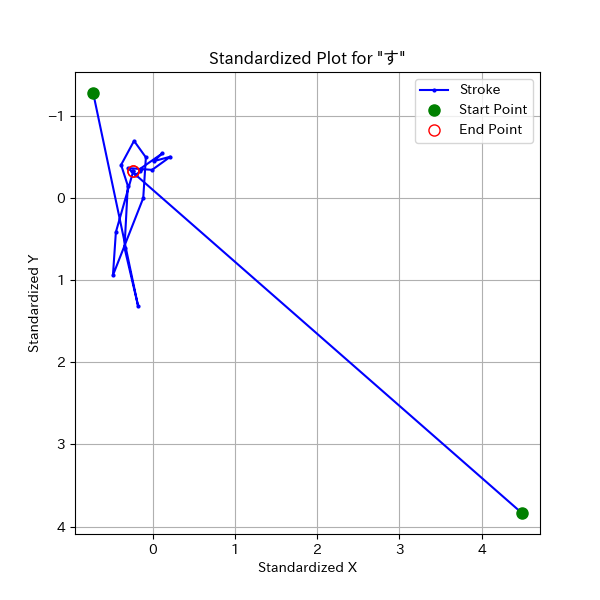 Standardized Plot for "す"
Stroke
Start Point
End Point
−1
0
1
2
3
4
Standardized Y
0 1 2 3 4
Standardized X